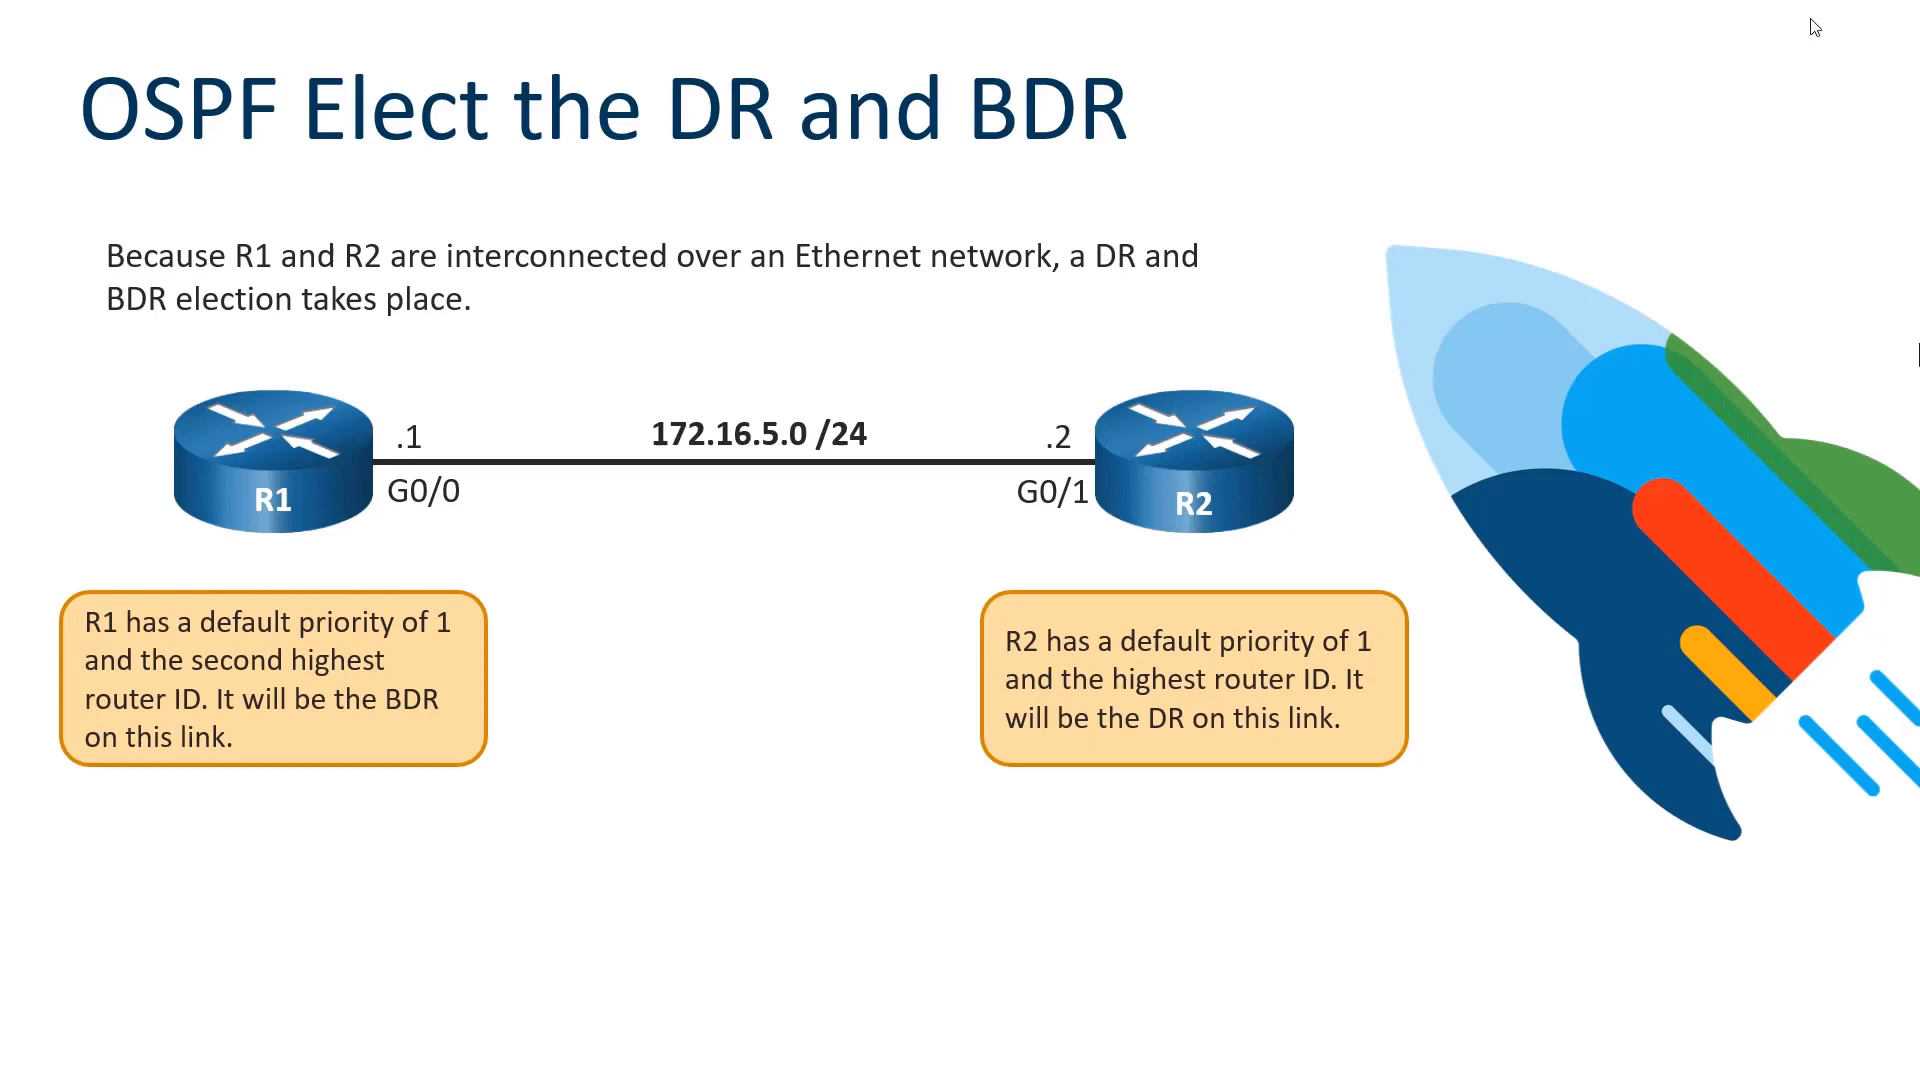 OSPF Elect the DR and BDR
Because R1 and R2 are interconnected over an Ethernet network, a DR and
BDR election takes place.
.1
172.16.5.0 /24
.2
R1
G0/0
G0/1
R2
R1 has a default priority of 1
and the second highest
router ID. It will be the BDR
on this link.
R2 has a default priority of 1
and the highest router ID. It
will be the DR on this link.